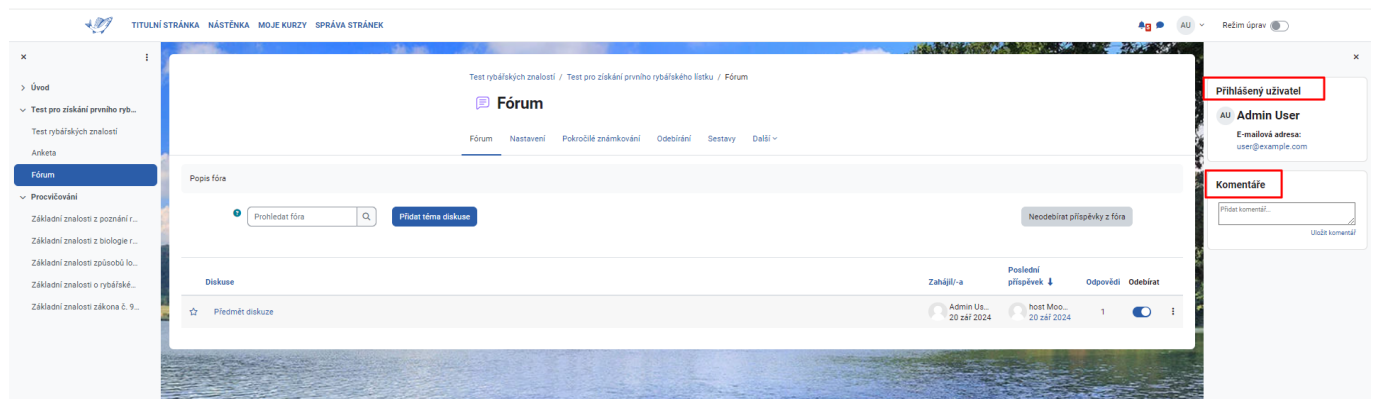 TITULNÍ STRÁNKA NÁSTĚNKA MOJE KURZY SPRÁVA STRÁNEK
AU Režim úprav
Úvod
Test pro získání prvního ryb...
Test rybářských znalostí
Anketa
Fórum
Procvičování
Základní znalosti z poznání r...
Základní znalosti z biologie r...
Základní znalosti způsobů lo...
Základní znalosti o rybářské...
Základní znalosti zákona č. 9...
Test rybářských znalostí / Test pro získání prvního rybářského lístku / Fórum
Fórum
Fórum Nastavení Pokročilé známkování Odebírání Sestavy Další
Popis fóra
Prohledat fóra
Přidat téma diskuse
Neodebírat příspěvky z fóra
Diskuse Zahájil/-a Poslední příspěvek Odpovědi Odebírat
Předmět diskuze
Admin Us...
20 zář 2024
host Moo...
20 zář 2024
1
Přihlášený uživatel
AU Admin User
E-mailová adresa:
user@example.com
Komentáře
Přidat komentář...
Uložit komentář